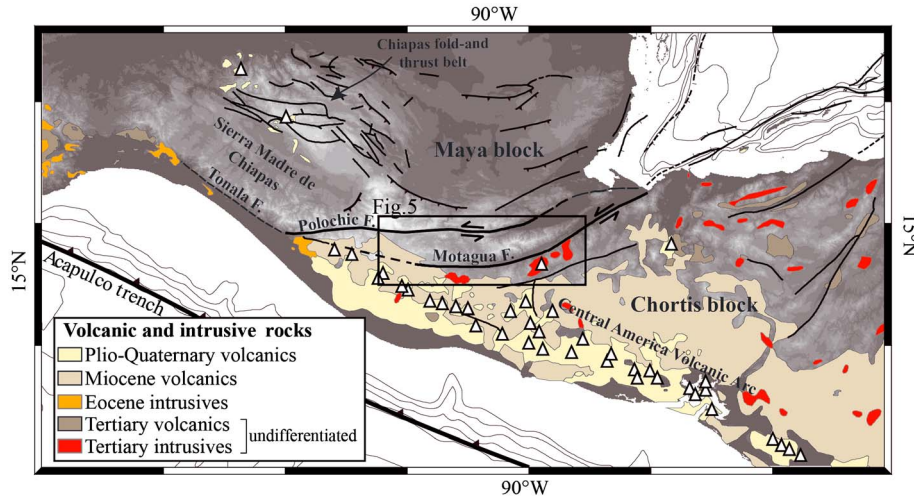 90°W
Chiapas fold-and
thrust belt
Maya block
Sierra Madre de
Chiapas
Tonala F.
Fig.5
Polochic F.
Motagua F.
15°N
15°N
Acapulco trench
Chortis block
Central America Volcanic Arc
Volcanic and intrusive rocks
Plio-Quaternary volcanics
Miocene volcanics
Eocene intrusives
Tertiary volcanics
undifferentiated
Tertiary intrusives
90°W